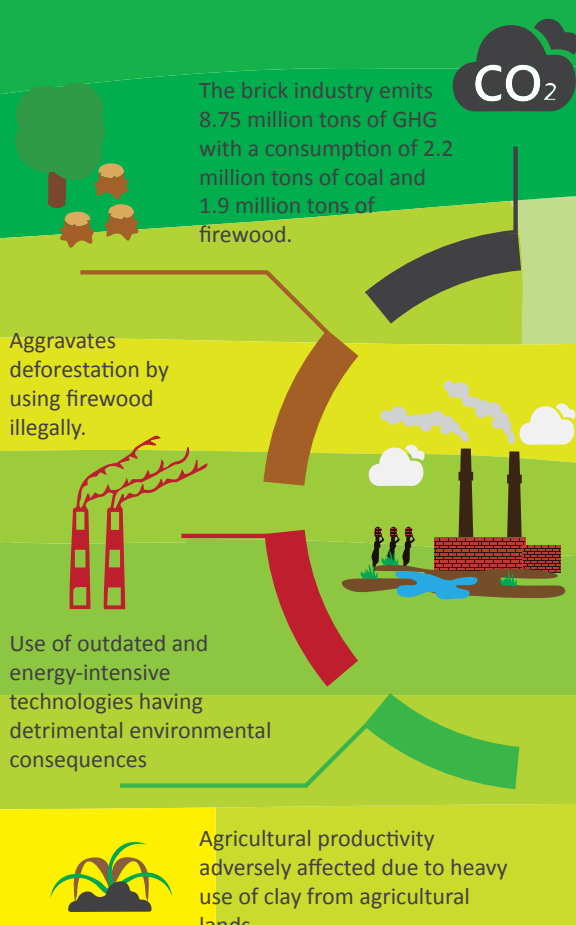 CO2
The brick industry emits
8.75 million tons of GHG
with a consumption of 2.2
million tons of coal and
1.9 million tons of
firewood.
Aggravates
deforestation by
using firewood
illegally.
Use of outdated and
energy-intensive
technologies having
detrimental environmental
consequences
Agricultural productivity
adversely affected due to heavy
use of clay from agricultural
lands